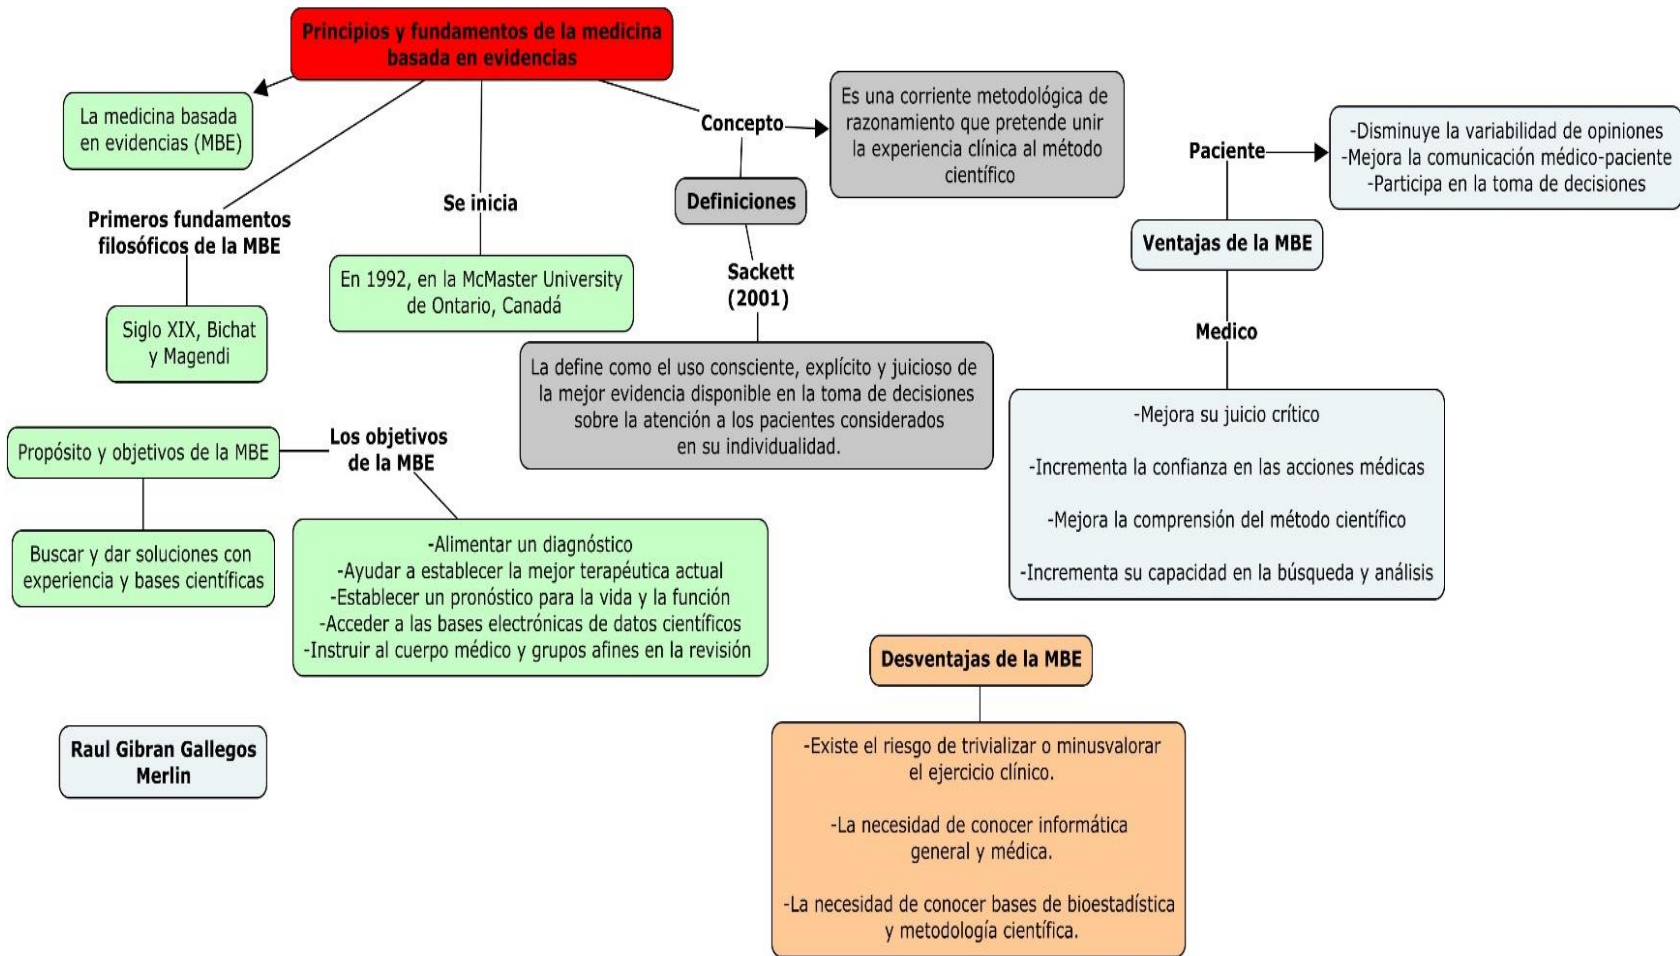 Principios y fundamentos de la medicina
basada en evidencias
La medicina basada
en evidencias (MBE)
Primeros fundamentos
filosóficos de la MBE
Siglo XIX, Bichat
y Magendi
Se inicia
En 1992, en la McMaster University
de Ontario, Canadá
Concepto
Es una corriente metodológica de
razonamiento que pretende unir
la experiencia clínica al método
científico
Definiciones
Sackett
(2001)
La define como el uso consciente, explícito y juicioso de
la mejor evidencia disponible en la toma de decisiones
sobre la atención a los pacientes considerados
en su individualidad.
Propósito y objetivos de la MBE
Buscar y dar soluciones con
experiencia y bases científicas
Los objetivos
de la MBE
-Alimentar un diagnóstico
-Ayudar a establecer la mejor terapéutica actual
-Establecer un pronóstico para la vida y la función
-Acceder a las bases electrónicas de datos científicos
-Instruir al cuerpo médico y grupos afines en la revisión
Ventajas de la MBE
Paciente
-Disminuye la variabilidad de opiniones
-Mejora la comunicación médico-paciente
-Participa en la toma de decisiones
Medico
-Mejora su juicio crítico
-Incrementa la confianza en las acciones médicas
-Mejora la comprensión del método científico
-Incrementa su capacidad en la búsqueda y análisis
Desventajas de la MBE
-Existe el riesgo de trivializar o minusvalorar
el ejercicio clínico.
-La necesidad de conocer informática
general y médica.
-La necesidad de conocer bases de bioestadística
y metodología científica.
Raul Gibran Gallegos
Merlin